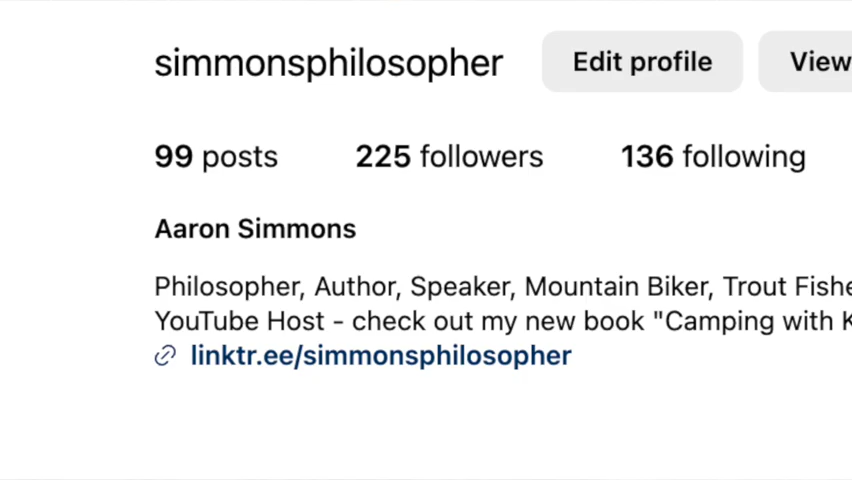 simmonsphilosopher Edit profile View
99 posts 225 followers 136 following
Aaron Simmons
Philosopher, Author, Speaker, Mountain Biker, Trout Fishe
YouTube Host - check out my new book "Camping with K
linktr.ee/simmonsphilosopher